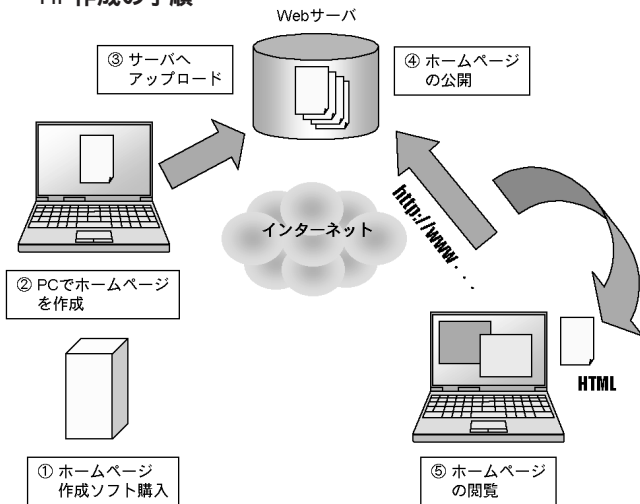 作成の手順
Webサーバ
③ サーバへ
アップロード
④ ホームページ
の公開
インターネット
http://www...
② PCでホームページ
を作成
HTML
① ホームページ
作成ソフト購入
⑤ ホームページ
の閲覧